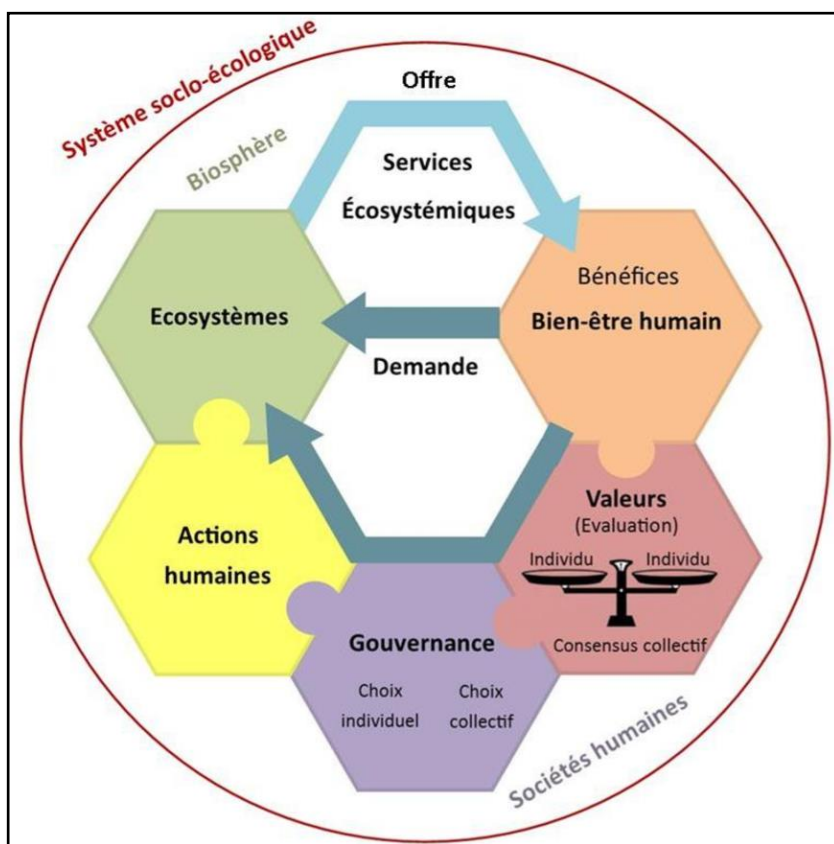 Système soclo-écologique
Biosphère
Offre
Services
Écosystémiques
Ecosystèmes
Bénéfices
Bien-être humain
Demande
Actions
humaines
Valeurs
(Evaluation)
Individu Individu
Consensus collectif
Gouvernance
Choix Choix
individuel collectif
Sociétés humaines